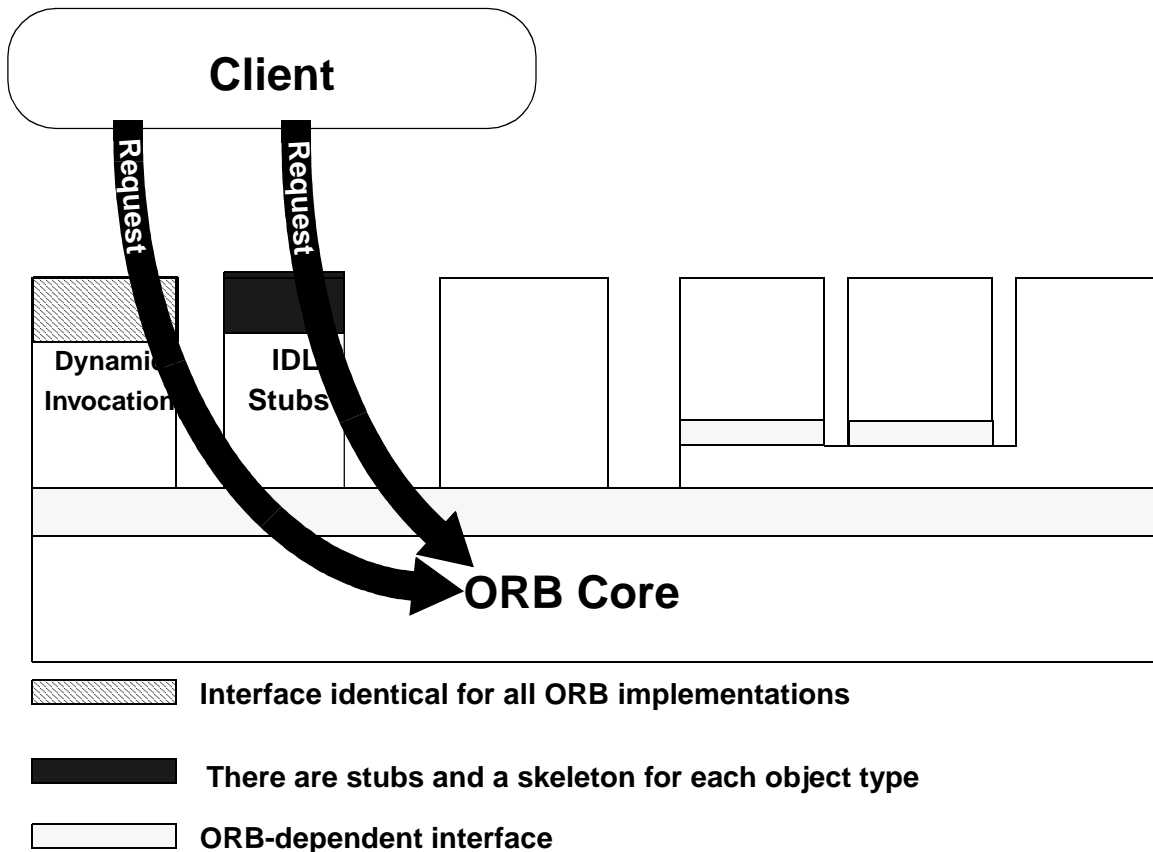 Client
Request
Request
Dynamic
Invocation
IDL
Stubs
ORB Core
Interface identical for all ORB implementations
There are stubs and a skeleton for each object type
ORB-dependent interface